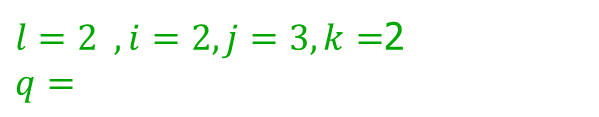 l = 2 ,i = 2,j = 3,k =2
q =